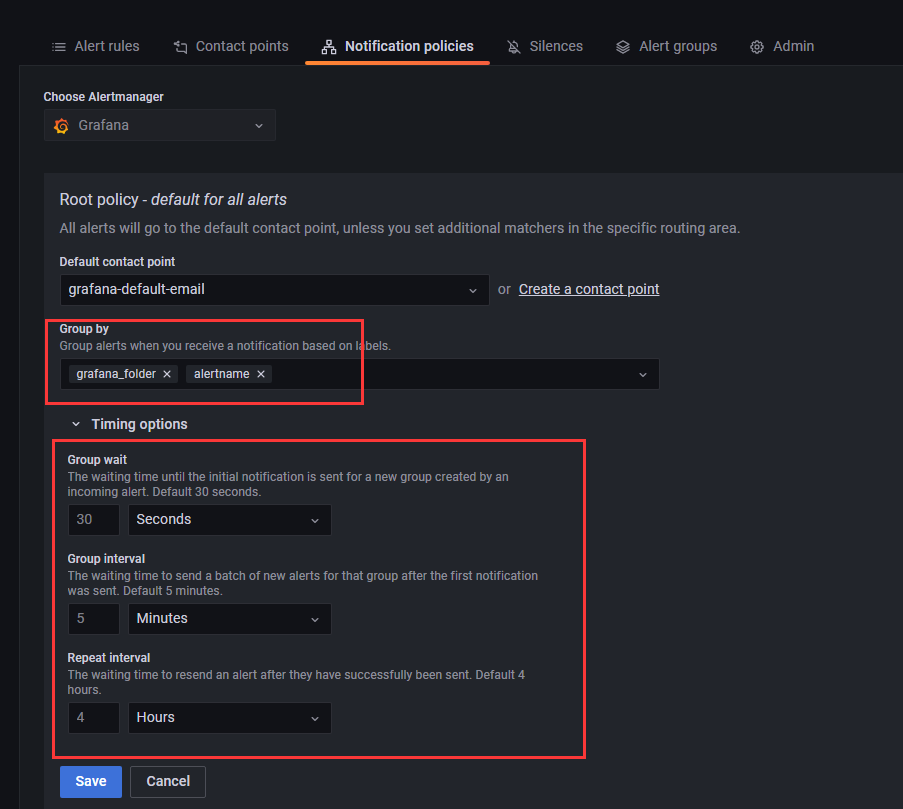 Alert rules
Contact points
Notification policies
Silences
Alert groups
Admin
Choose Alertmanager
Grafana
Root policy - default for all alerts
All alerts will go to the default contact point, unless you set additional matchers in the specific routing area.
Default contact point
grafana-default-email
or Create a contact point
Group by
Group alerts when you receive a notification based on labels.
grafana_folder
alertname
Timing options
Group wait
The waiting time until the initial notification is sent for a new group created by an
incoming alert. Default 30 seconds.
30
Seconds
Group interval
The waiting time to send a batch of new alerts for that group after the first notification
was sent. Default 5 minutes.
5
Minutes
Repeat interval
The waiting time to resend an alert after they have successfully been sent. Default 4
hours.
4
Hours
Save
Cancel